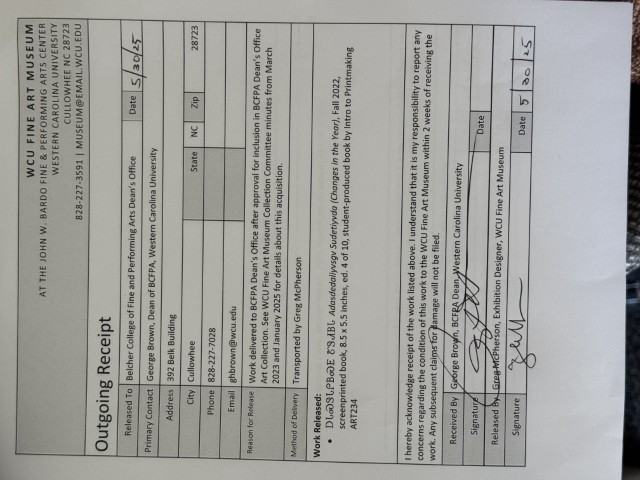 WCU FINE ART MUSEUM
AT THE JOHN W. BARDO FINE & PERFORMING ARTS CENTER
WESTERN CAROLINA UNIVERSITY
CULLOWHEE NC 28723
828-227-3591 | MUSEUM@EMAIL.WCU.EDU
Outgoing Receipt
Released To Belcher College of Fine and Performing Arts Dean's Office Date 5/30/25
Primary Contact George Brown, Dean of BCFPA, Western Carolina University
Address 392 Belk Building
City Cullowhee State NC Zip 28723
Phone 828-227-7028
Email ghbrown@wcu.edu
Reason for Release Work delivered to BCFPA Dean's Office after approval for inclusion in BCFPA Dean's Office
Art Collection. See WCU Fine Art Museum Collection Committee minutes from March
2023 and January 2025 for details about this acquisition.
Method of Delivery Transported by Greg McPherson
Work Released:
• Adasdedaliyvsgv Sudetiyvda (Changes in the Year), Fall 2022,
screenprinted book, 8.5 x 5.5 inches, ed. 4 of 10, student-produced book by Intro to Printmaking
ART234
I hereby acknowledge receipt of the work listed above. I understand that it is my responsibility to report any
concerns regarding the condition of this work to the WCU Fine Art Museum within 2 weeks of receiving
the work. Any subsequent claims for damage will not be filed.
Received By George Brown, BCFPA Dean, Western Carolina University
Signature Date
Released By Greg McPherson, Exhibition Designer, WCU Fine Art Museum
Signature Date 5/30/25